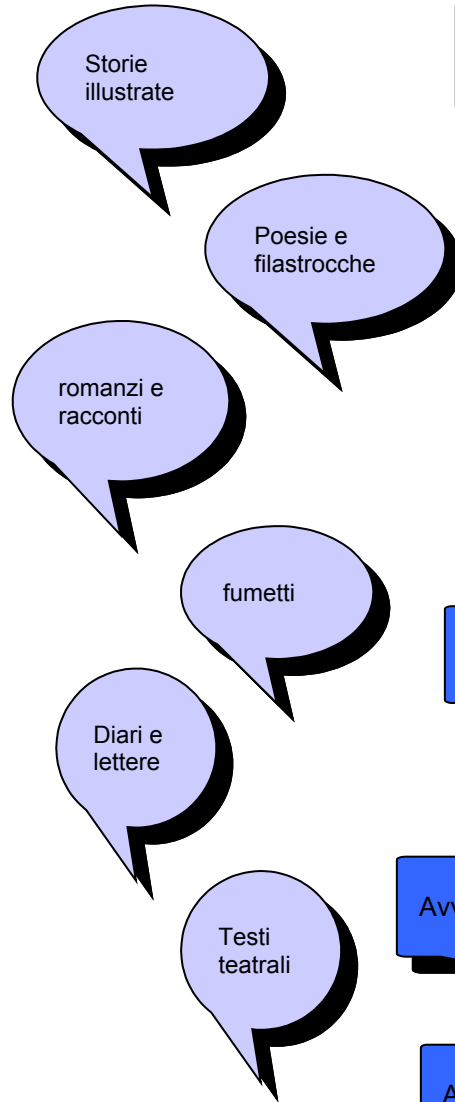 Storie
illustrate
Poesie e
filastrocche
romanzi e
racconti
fumetti
Diari e
lettere
Testi
teatrali